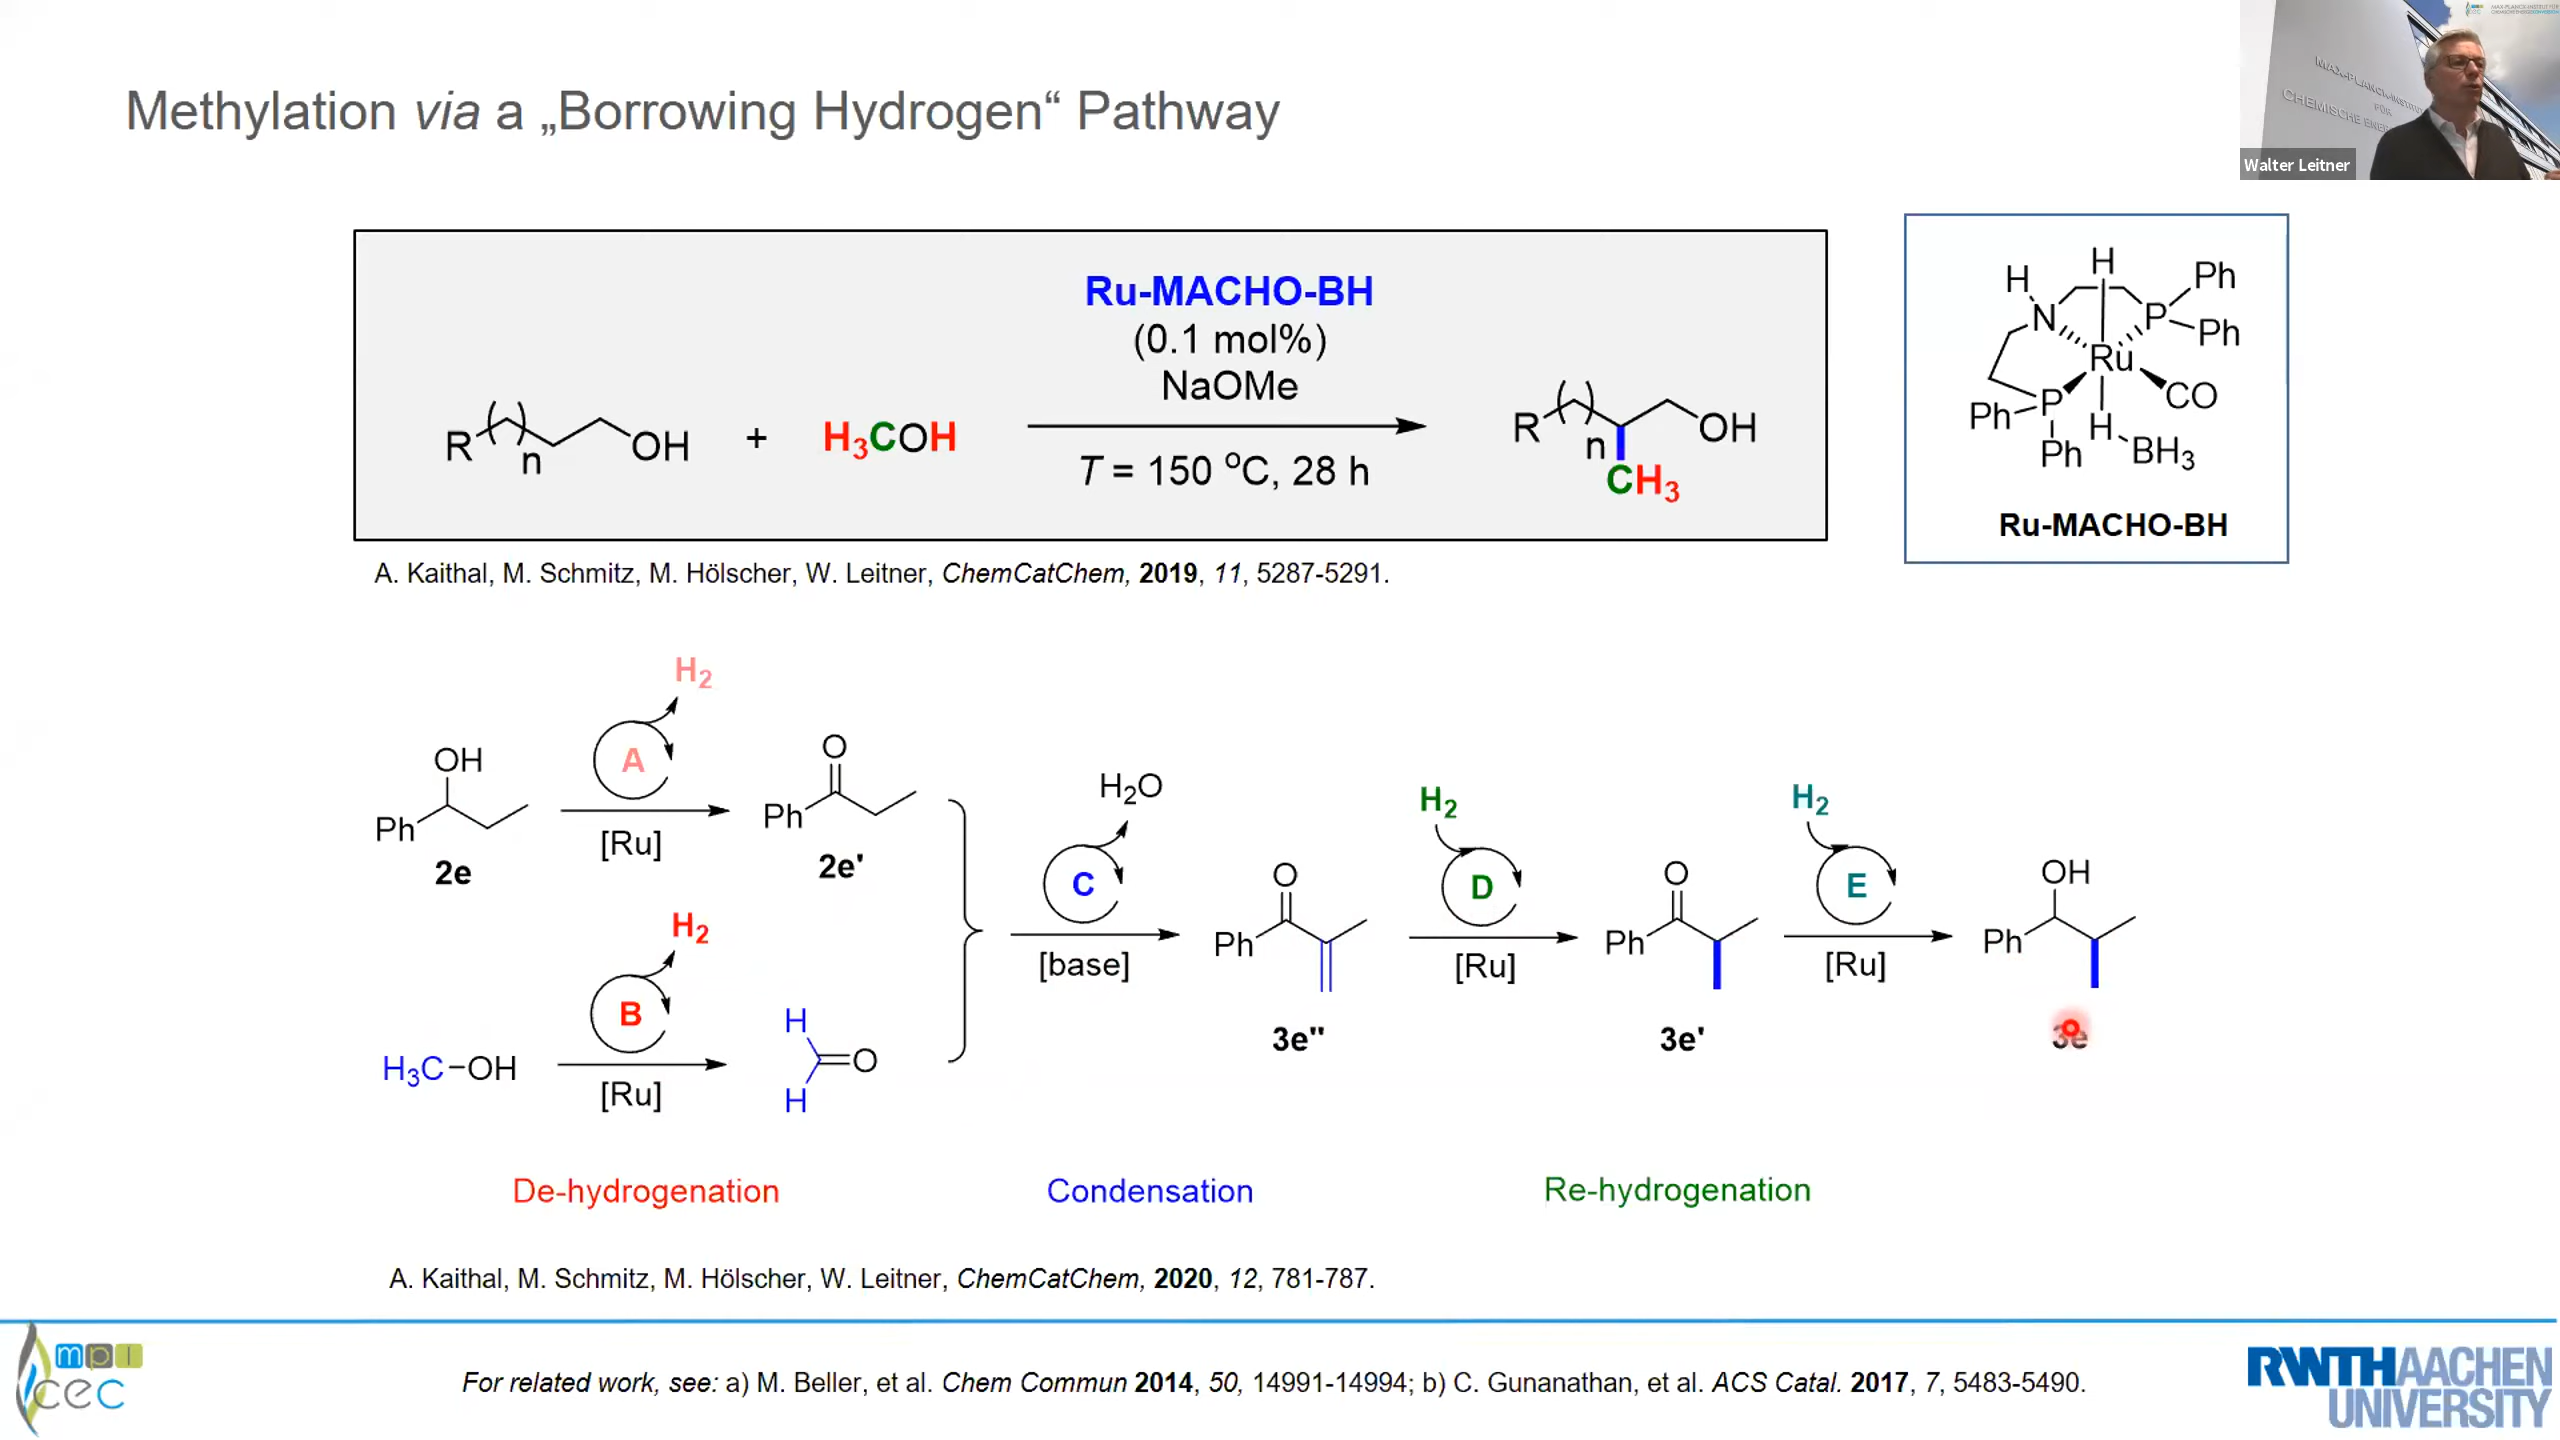 Methylation via a „Borrowing Hydrogen“ Pathway
MAX-PLANCK-INSTITUT
FÜR
CHEMISCHE
Walter Leitner
Ru-MACHO-BH
(0.1 mol%)
NaOMe
R n OH + H3COH
T = 150 °C, 28 h
R n OH
CH3
H H Ph
N P Ph
Ru
Ph P CO
H
Ph BH3
Ru-MACHO-BH
A. Kaithal, M. Schmitz, M. Hölscher, W. Leitner, ChemCatChem, 2019, 11, 5287-5291.
H2
OH A O
Ph [Ru] Ph
2e 2e'
H2
B
H3C-OH [Ru]
H
O
H
H2O
C
[base]
O
Ph
3e''
H2
D
[Ru]
O
Ph
3e'
H2
E
[Ru]
OH
Ph
3e
De-hydrogenation Condensation Re-hydrogenation
A. Kaithal, M. Schmitz, M. Hölscher, W. Leitner, ChemCatChem, 2020, 12, 781-787.
mpi
cec
For related work, see: a) M. Beller, et al. Chem Commun 2014, 50, 14991-14994; b) C. Gunanathan, et al. ACS Catal. 2017, 7, 5483-5490.
RWTH AACHEN
UNIVERSITY